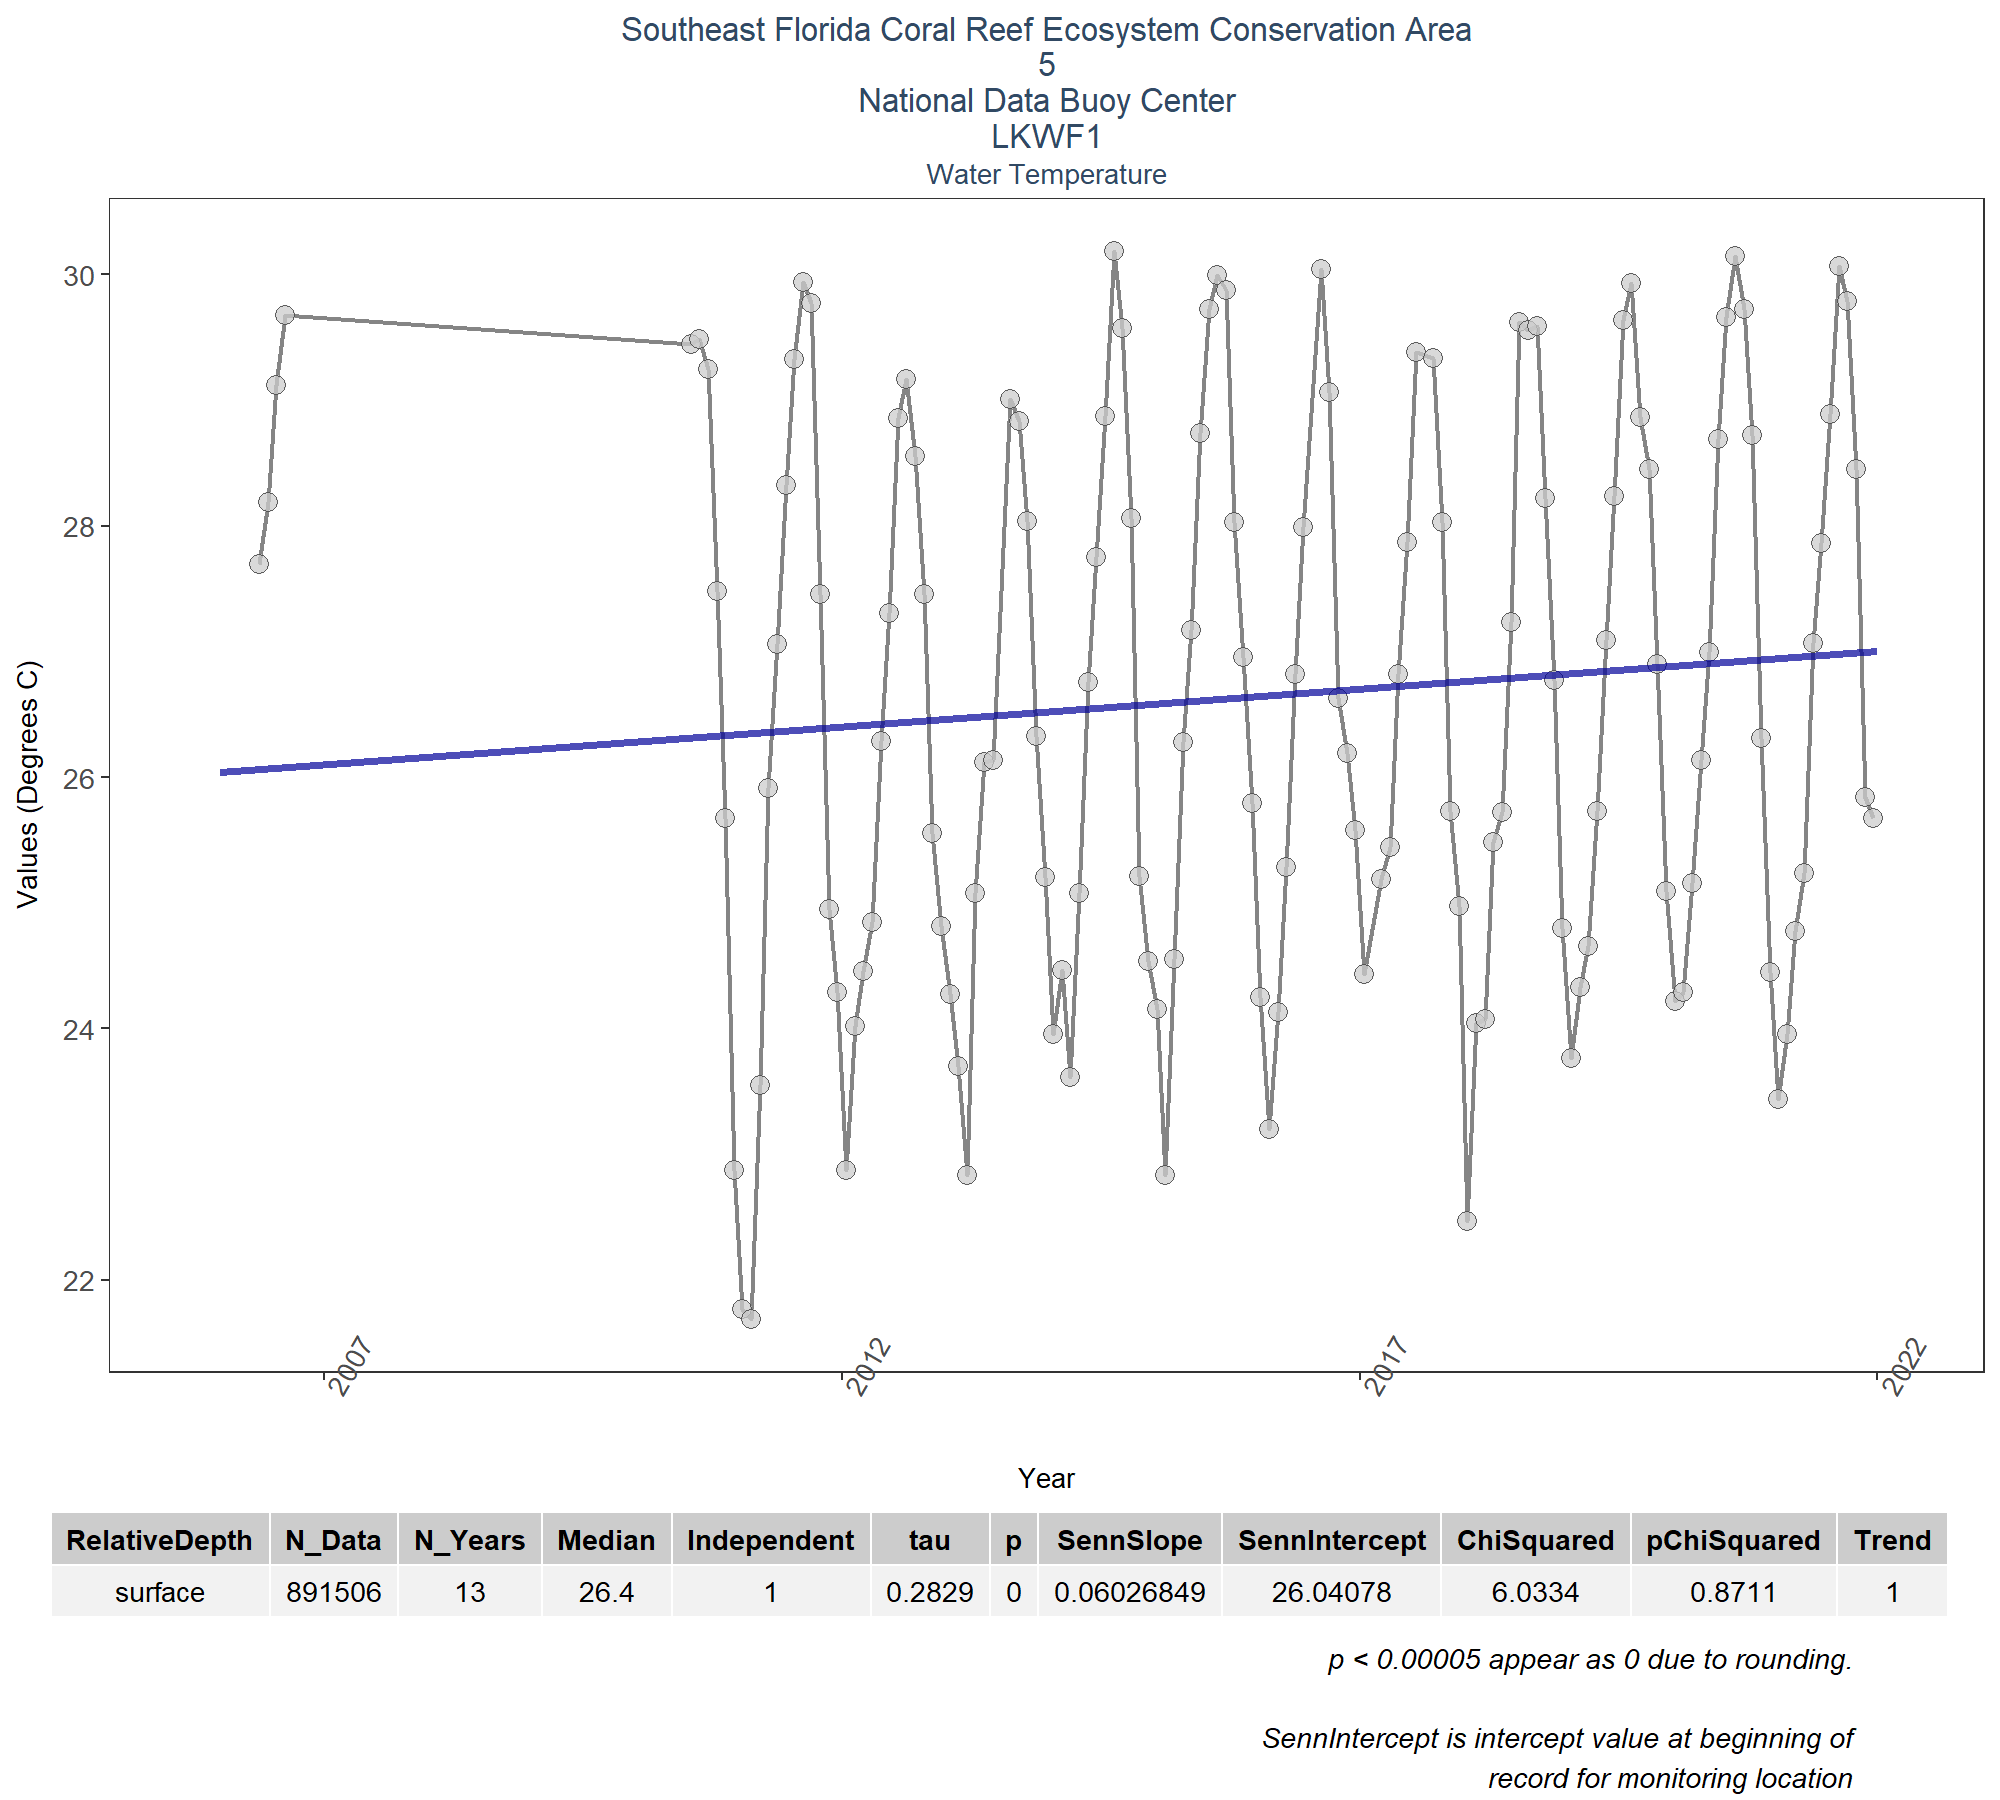 Southeast Florida Coral Reef Ecosystem Conservation Area
5
National Data Buoy Center
LKWF1
Water Temperature
Values (Degrees C)
30
28
26
24
22
2007 2012 2017 2022
Year
RelativeDepth N_Data N_Years Median Independent tau p SennSlope SennIntercept ChiSquared pChiSquared Trend
surface 891506 13 26.4 1 0.2829 0 0.06026849 26.04078 6.0334 0.8711 1
p < 0.00005 appear as 0 due to rounding.
SennIntercept is intercept value at beginning of
record for monitoring location